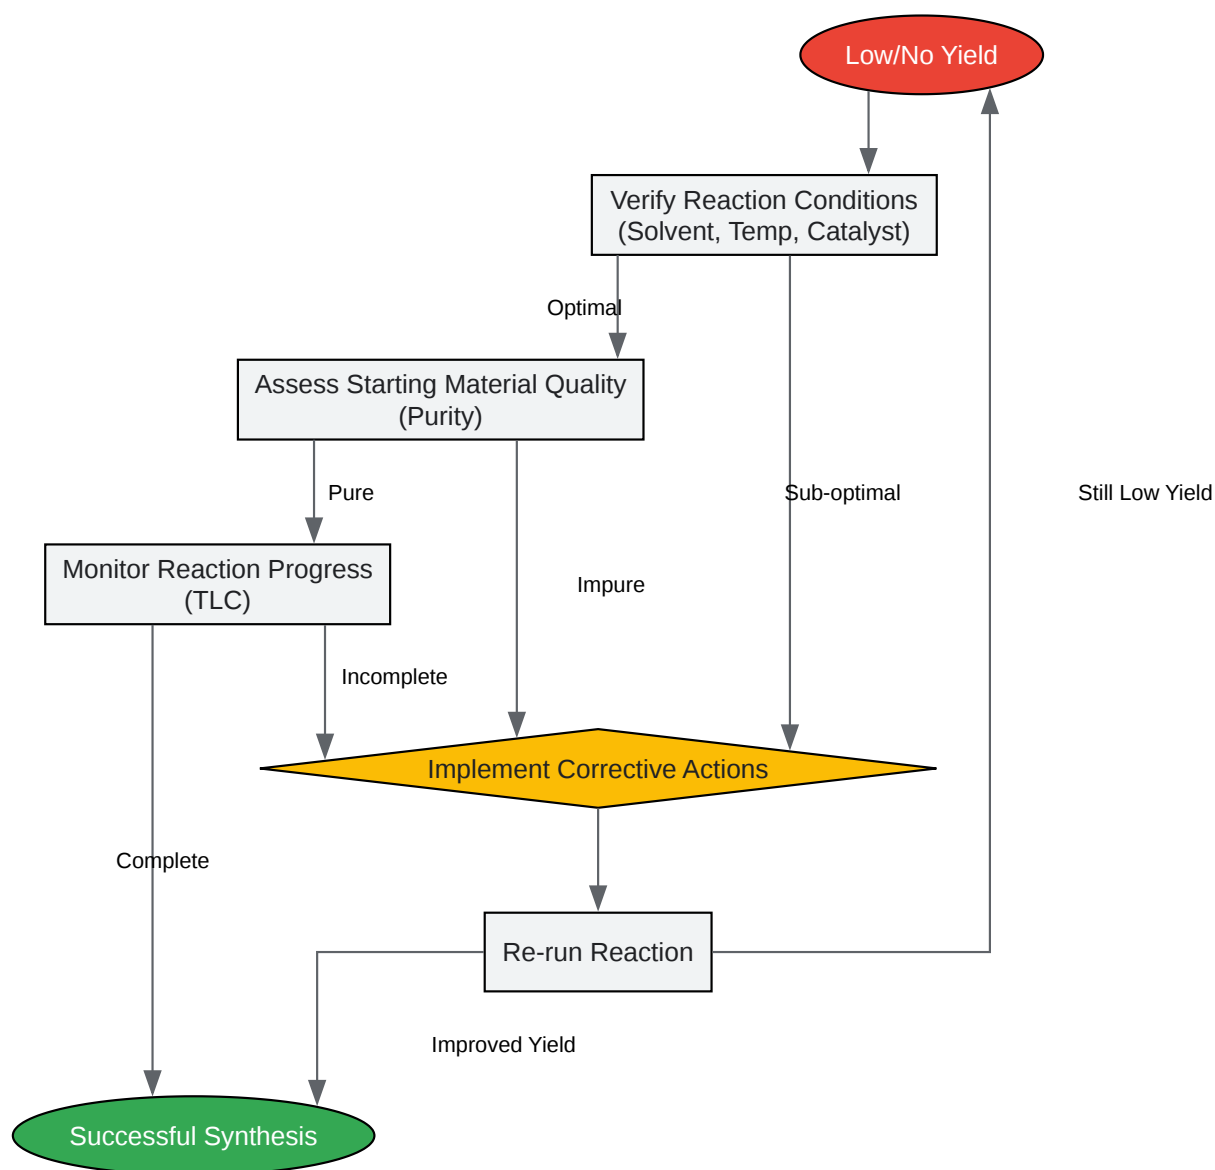 Low/No Yield
Verify Reaction Conditions
(Solvent, Temp, Catalyst)
Optimal
Assess Starting Material Quality
(Purity)
Pure
Sub-optimal
Still Low Yield
Monitor Reaction Progress
(TLC)
Impure
Incomplete
Implement Corrective Actions
Complete
Re-run Reaction
Improved Yield
Successful Synthesis